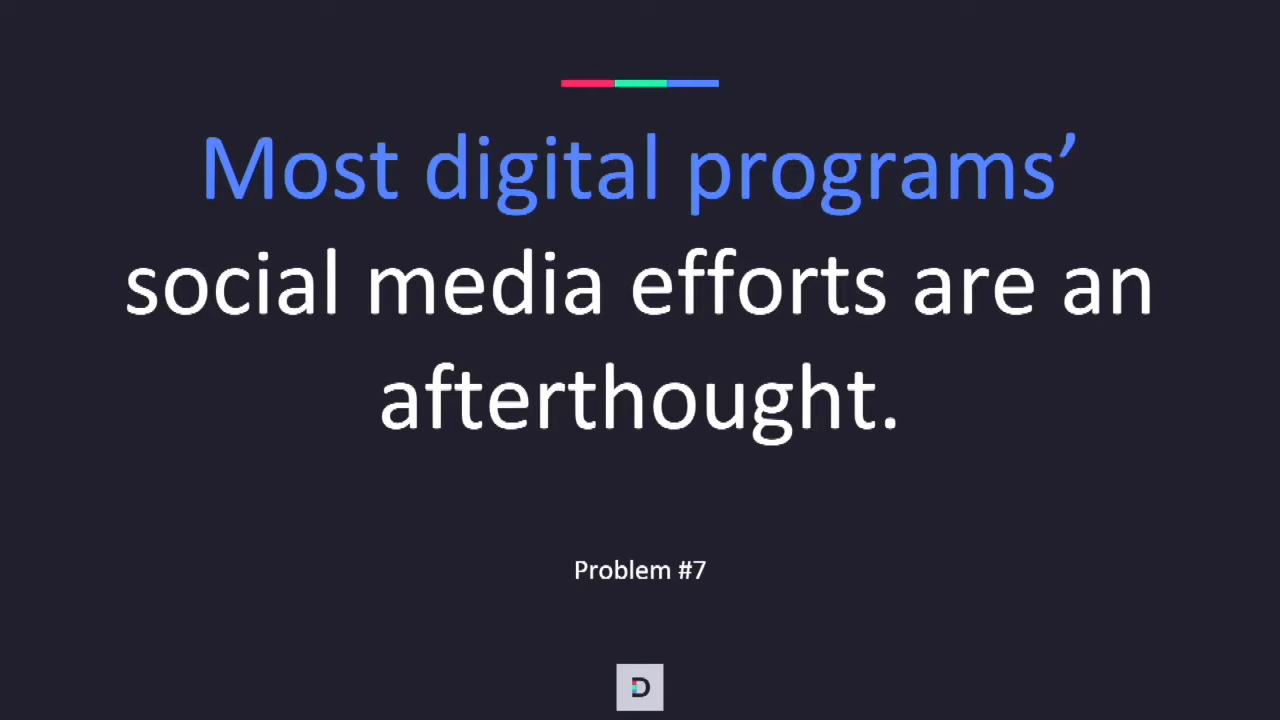 Most digital programs’
social media efforts are an
afterthought.
Problem #7
D